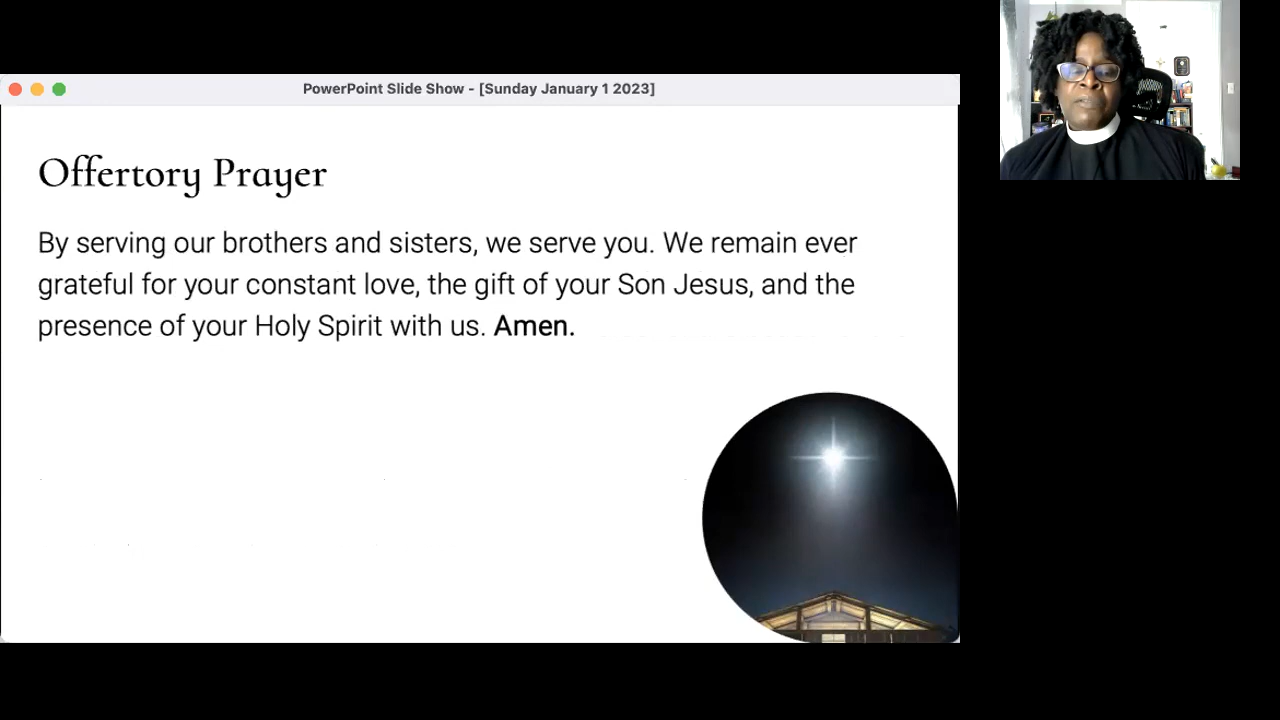 PowerPoint Slide Show - [Sunday January 1 2023]
Offertory Prayer
By serving our brothers and sisters, we serve you. We remain ever
grateful for your constant love, the gift of your Son Jesus, and the
presence of your Holy Spirit with us. Amen.